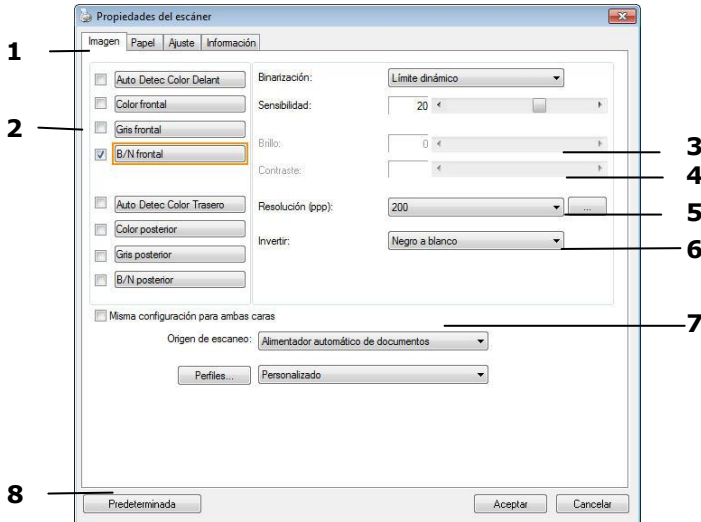 Propiedades del escáner
Imagen Papel Ajuste Información
1
Auto Detec Color Delant
Color frontal
2
Gris frontal
B/N frontal
Auto Detec Color Trasero
Color posterior
Gris posterior
B/N posterior
Binarización: Límite dinámico
Sensibilidad: 20
Brillo: 0
3
Contraste:
4
Resolución (ppp): 200 ...
5
Invertir: Negro a blanco
6
Misma configuración para ambas caras
7
Origen de escaneo: Alimentador automático de documentos
Perfiles... Personalizado
8
Predeterminada Aceptar Cancelar